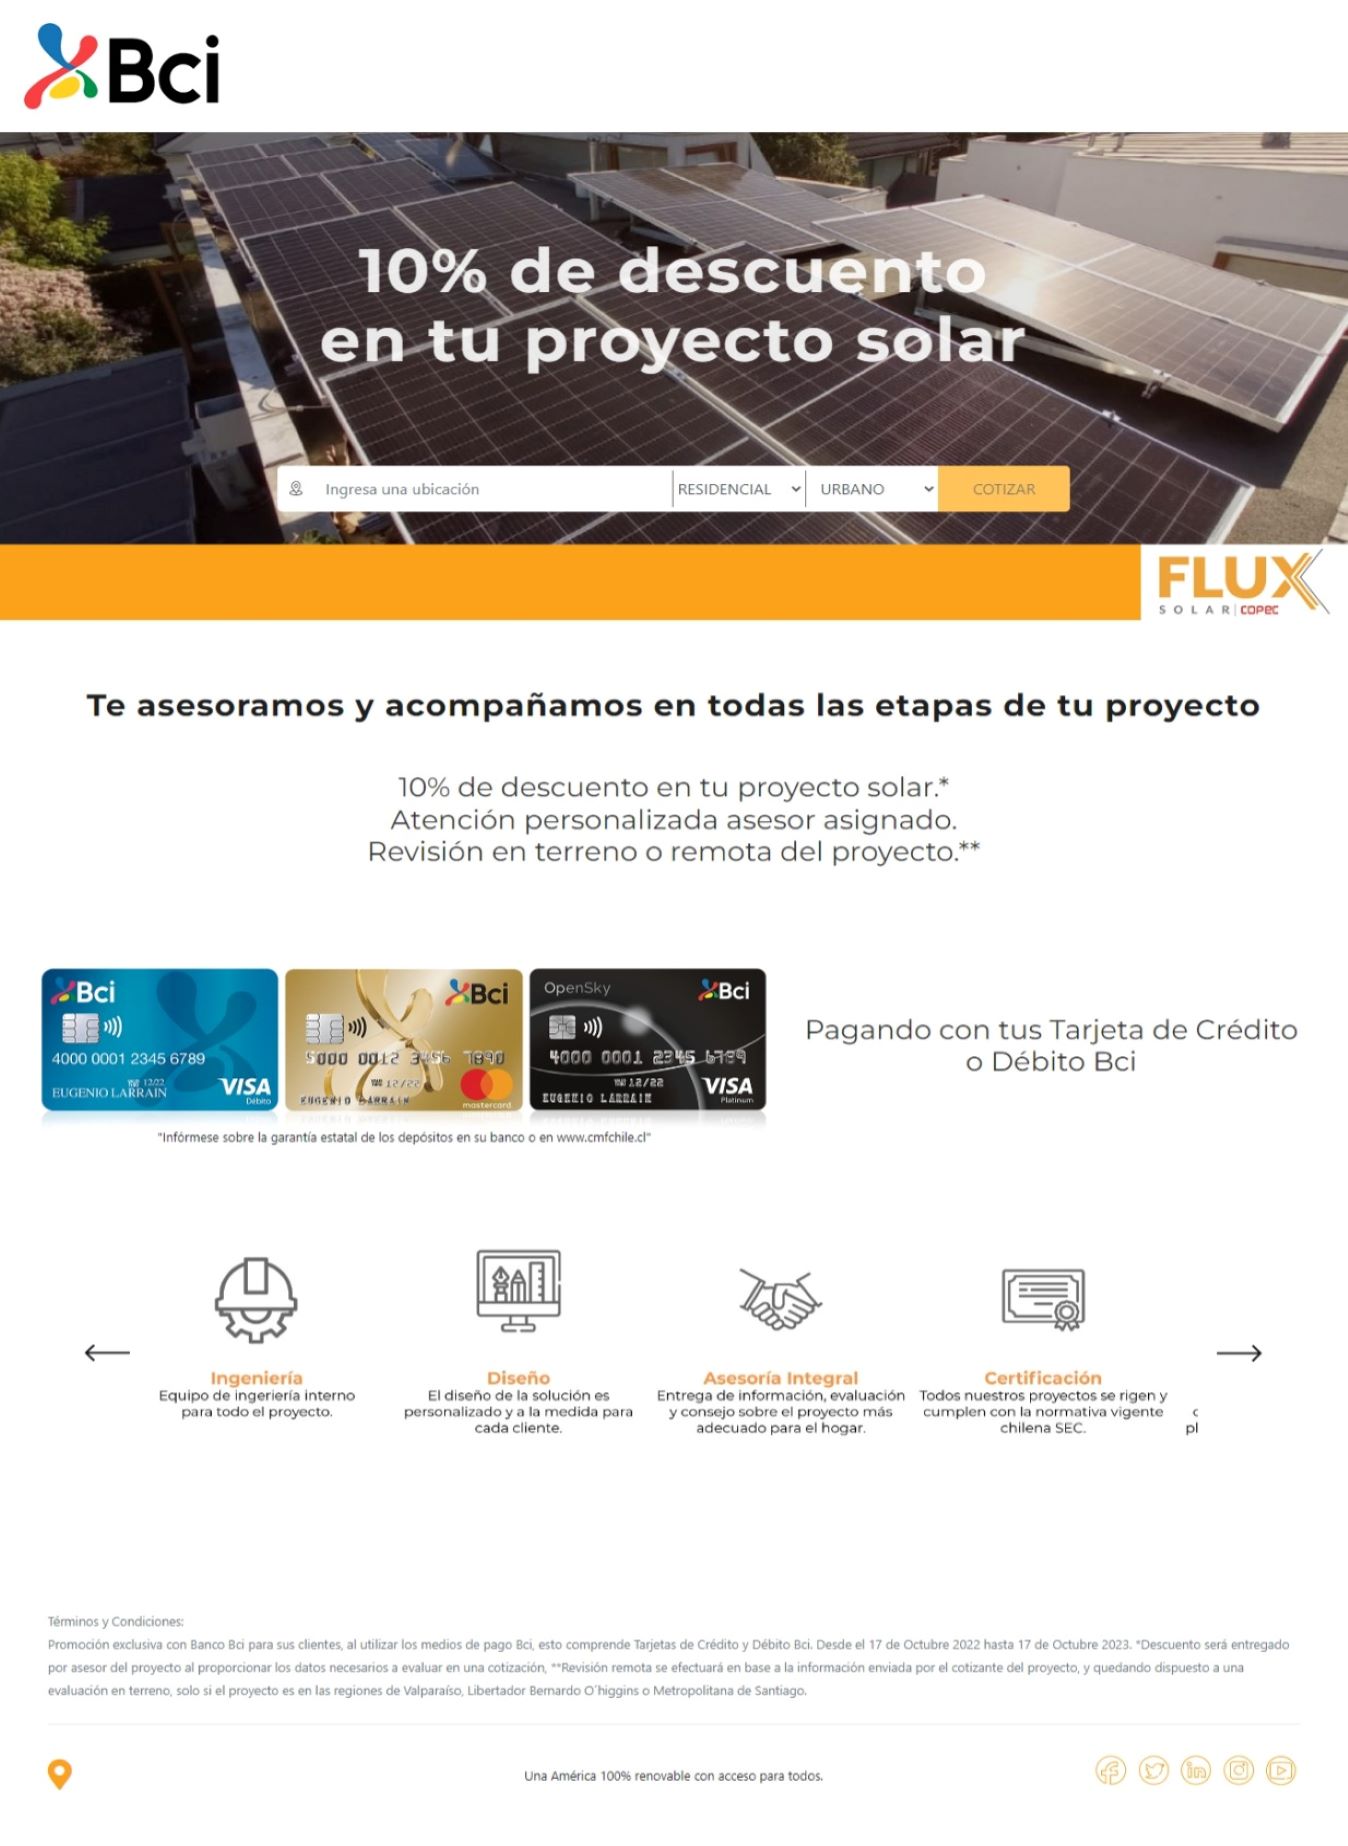 Bci
10% de descuento
en tu proyecto solar
Ingresa una ubicación
RESIDENCIAL
URBANO
COTIZAR
FLUX
SOLAR | copec
Te asesoramos y acompañamos en todas las etapas de tu proyecto
10% de descuento en tu proyecto solar.*
Atención personalizada asesor asignado.
Revisión en terreno o remota del proyecto.**
Bci
4000 0001 2345 6789
12/22
EUGENIO LARRAIN
VISA
Débito
Bci
5000 0012 3456 7890
12/22
EUGENIO LARRAIN
mastercard
OpenSky
Bci
4000 0001 2345 6789
12/22
EUGENIO LARRAIN
VISA
Platinum
Pagando con tus Tarjeta de Crédito
o Débito Bci
"Infórmese sobre la garantía estatal de los depósitos en su banco o en www.cmfchile.cl"
Ingeniería
Equipo de ingeriería interno
para todo el proyecto.
Diseño
El diseño de la solución es
personalizado y a la medida para
cada cliente.
Asesoría Integral
Entrega de información, evaluación
y consejo sobre el proyecto más
adecuado para el hogar.
Certificación
Todos nuestros proyectos se rigen y
cumplen con la normativa vigente
chilena SEC.
c
pl
Términos y Condiciones:
Promoción exclusiva con Banco Bci para sus clientes, al utilizar los medios de pago Bci, esto comprende Tarjetas de Crédito y Débito Bci. Desde el 17 de Octubre 2022 hasta 17 de Octubre 2023. *Descuento será entregado
por asesor del proyecto al proporcionar los datos necesarios a evaluar en una cotización, **Revisión remota se efectuará en base a la información enviada por el cotizante del proyecto, y quedando dispuesto a una
evaluación en terreno, solo si el proyecto es en las regiones de Valparaíso, Libertador Bernardo O´higgins o Metropolitana de Santiago.
Una América 100% renovable con acceso para todos.